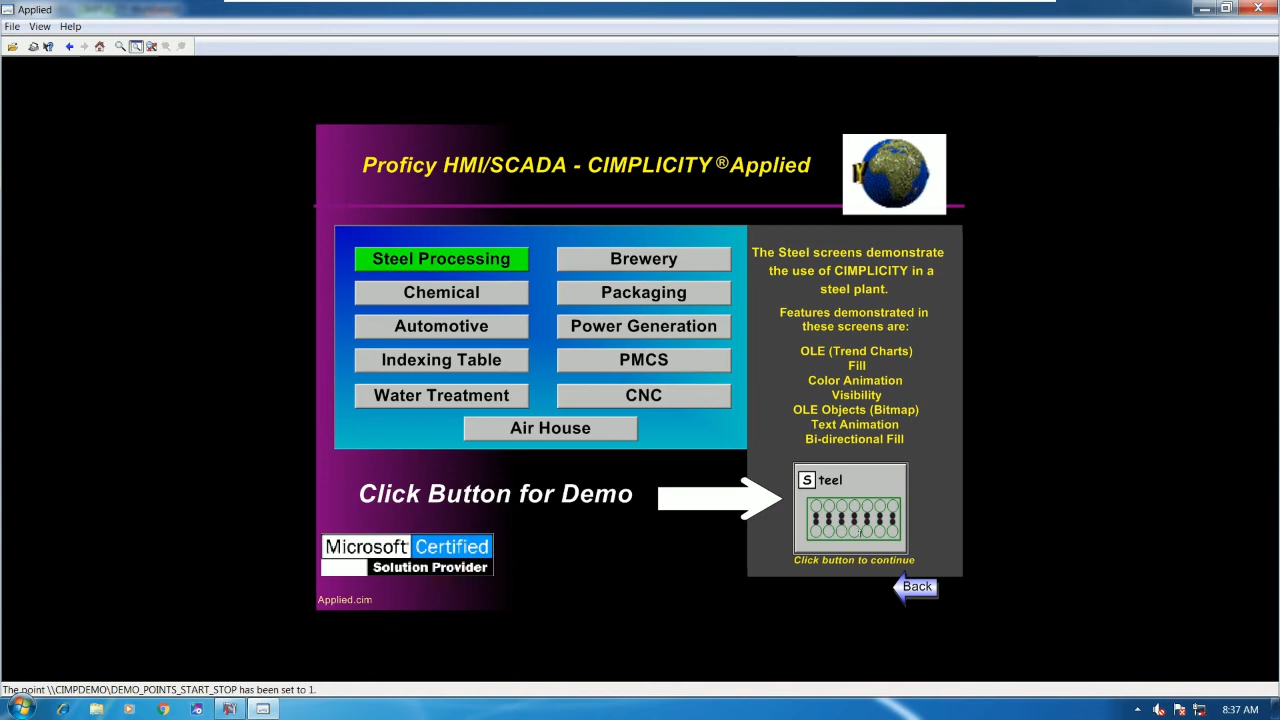 Applied
File View Help
Proficy HMI/SCADA - CIMPLICITY ® Applied
Y
Steel Processing
Brewery
Chemical
Packaging
Automotive
Power Generation
Indexing Table
PMCS
Water Treatment
CNC
Air House
The Steel screens demonstrate
the use of CIMPLICITY in a
steel plant.
Features demonstrated in
these screens are:
OLE (Trend Charts)
Fill
Color Animation
Visibility
OLE Objects (Bitmap)
Text Animation
Bi-directional Fill
Click Button for Demo
Steel
Click button to continue
Microsoft Certified
Solution Provider
Back
Applied.cim
The point \\CIMPDEMO\DEMO_POINTS_START_STOP has been set to 1.
8:37 AM